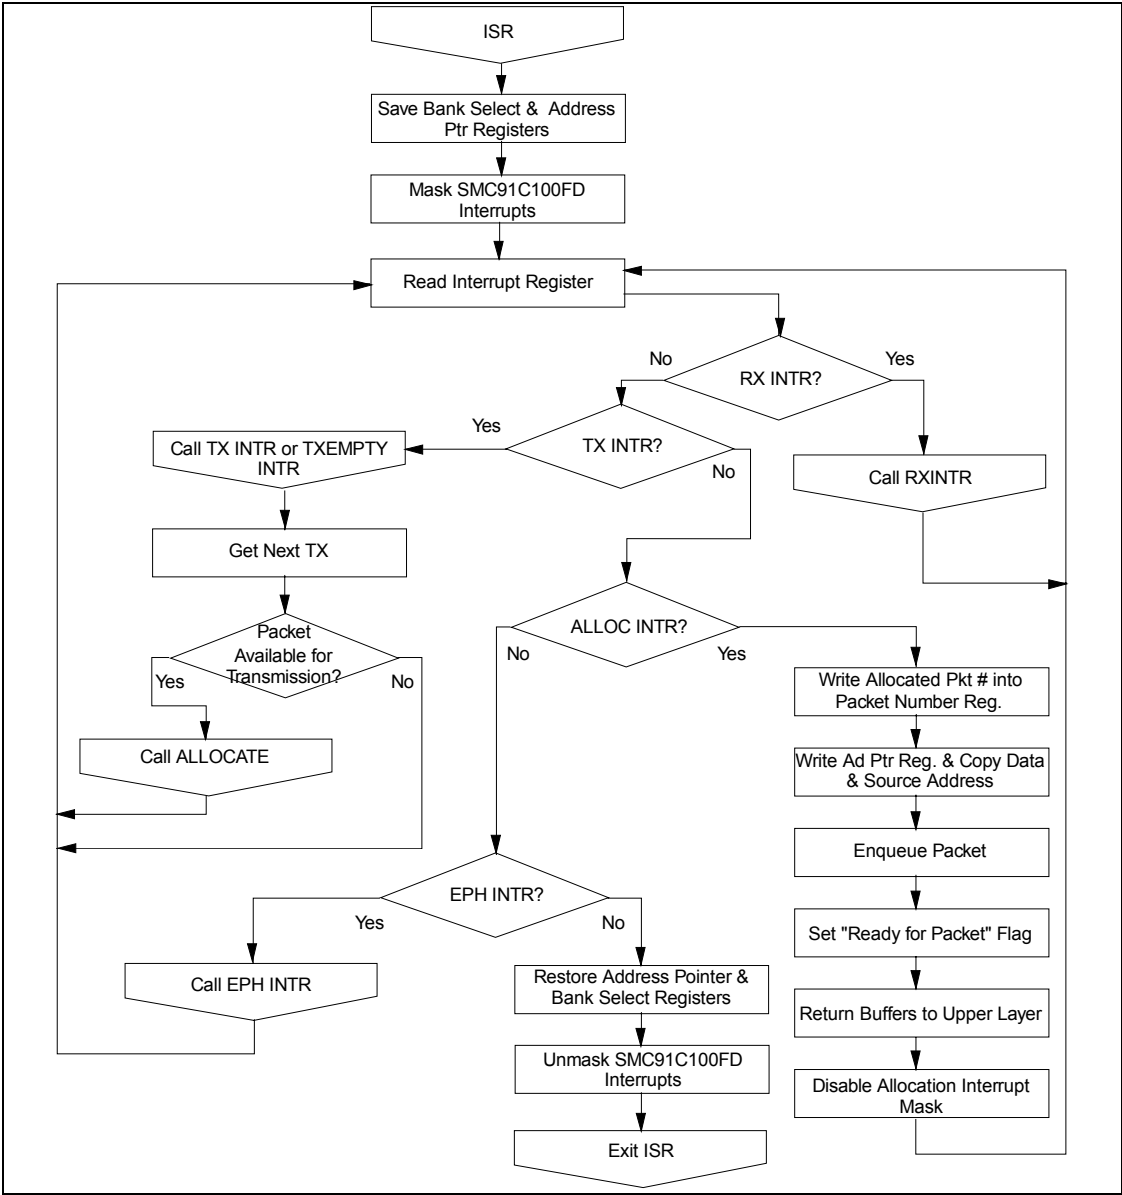 ISR
Save Bank Select & Address
Ptr Registers
Mask SMC91C100FD
Interrupts
Read Interrupt Register
RX INTR?
No
Yes
TX INTR?
Yes
No
Call TX INTR or TXEMPTY
INTR
Call RXINTR
Get Next TX
Packet
Available for
Transmission?
Yes
No
Call ALLOCATE
ALLOC INTR?
No
Yes
Write Allocated Pkt # into
Packet Number Reg.
Write Ad Ptr Reg. & Copy Data
& Source Address
Enqueue Packet
Set "Ready for Packet" Flag
Return Buffers to Upper Layer
Disable Allocation Interrupt
Mask
EPH INTR?
Yes
No
Call EPH INTR
Restore Address Pointer &
Bank Select Registers
Unmask SMC91C100FD
Interrupts
Exit ISR